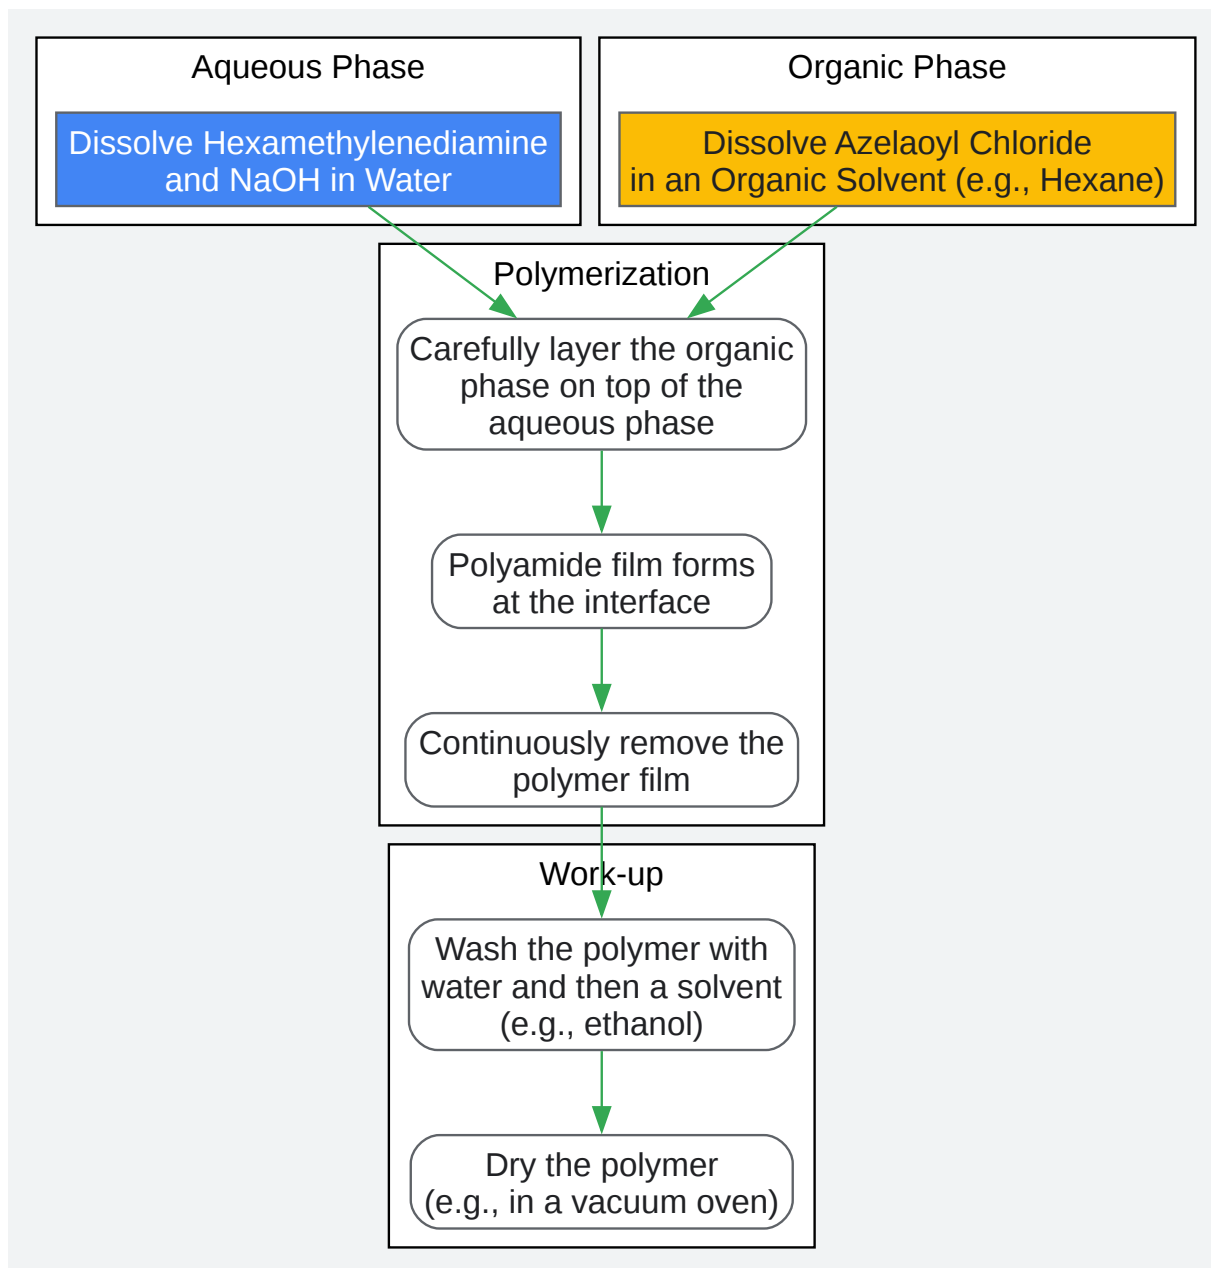 Aqueous Phase
Dissolve Hexamethylenediamine
and NaOH in Water
Organic Phase
Dissolve Azelaoyl Chloride
in an Organic Solvent (e.g., Hexane)
Polymerization
Carefully layer the organic
phase on top of the
aqueous phase
Polyamide film forms
at the interface
Continuously remove the
polymer film
Work-up
Wash the polymer with
water and then a solvent
(e.g., ethanol)
Dry the polymer
(e.g., in a vacuum oven)